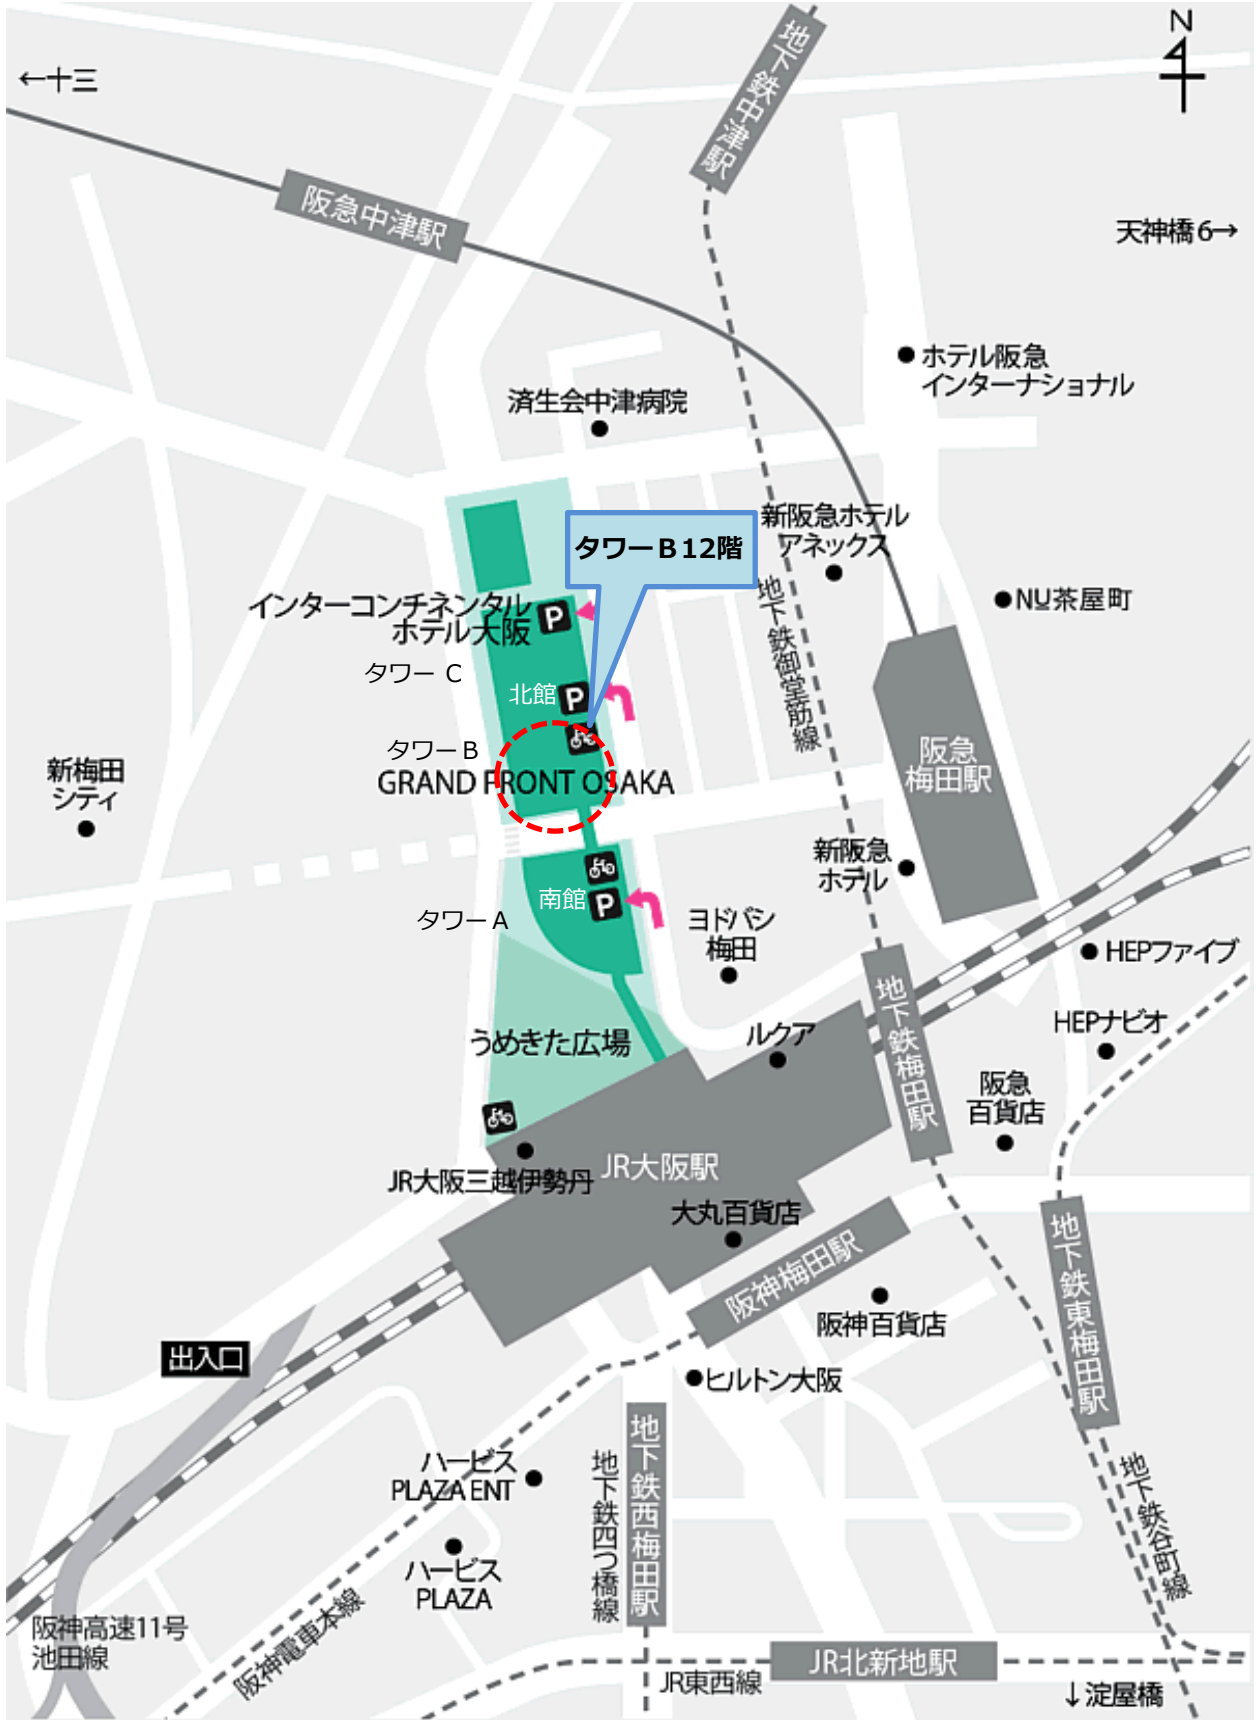 N
←十三
地下鉄中津駅
阪急中津駅
天神橋6→
ホテル阪急
インターナショナル
済生会中津病院
新阪急ホテル
アネックス
タワーB12階
NU茶屋町
インターコンチネンタル
ホテル大阪
P
地下鉄御堂筋線
タワー C
北館
P
タワーB
GRAND FRONT OSAKA
阪急
梅田駅
新梅田
シティ
新阪急
ホテル
南館
P
タワーA
ヨドバシ
梅田
HEPファイブ
地下鉄梅田駅
うめきた広場
ルクア
HEPナビオ
阪急
百貨店
JR大阪駅
JR大阪三越伊勢丹
大丸百貨店
阪神梅田駅
地下鉄東梅田駅
阪神百貨店
出入口
ヒルトン大阪
ハービス
PLAZA ENT
地下鉄四つ橋線
地下鉄西梅田駅
地下鉄谷町線
ハービス
PLAZA
阪神高速11号
池田線
阪神電車本線
JR東西線
JR北新地駅
↓淀屋橋